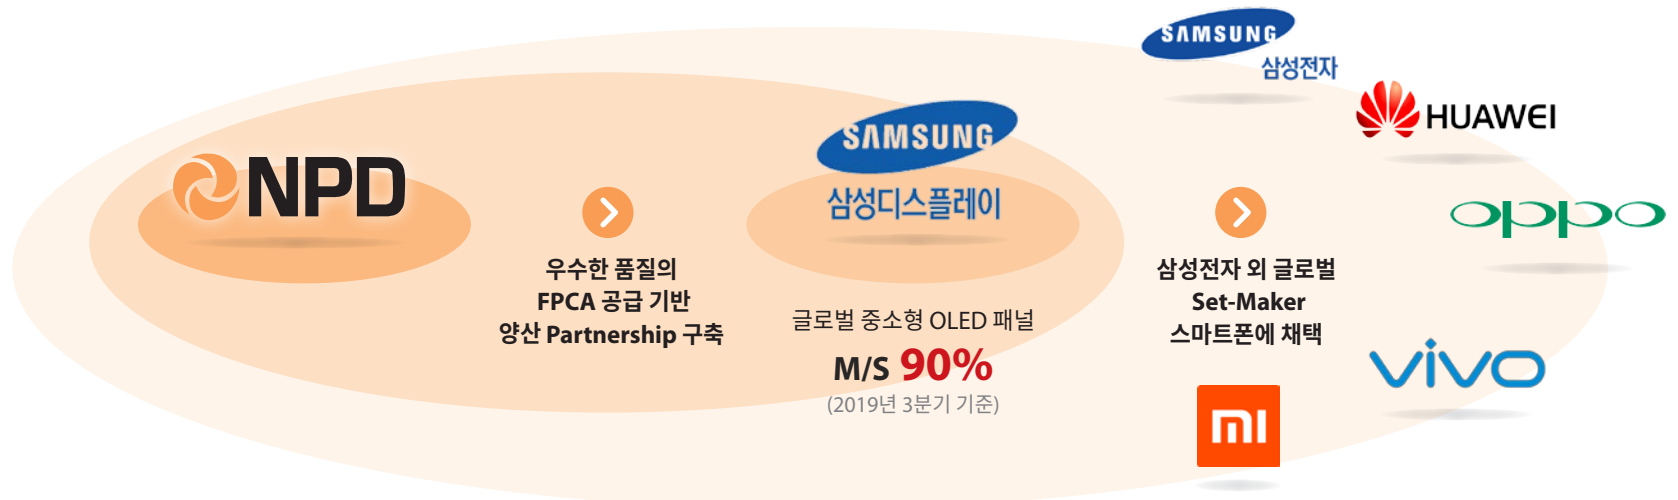 NPD
우수한 품질의
FPCA 공급 기반
양산 Partnership 구축
SAMSUNG
삼성디스플레이
글로벌 중소형 OLED 패널
M/S 90%
(2019년 3분기 기준)
삼성전자 외 글로벌
Set-Maker
스마트폰에 채택
SAMSUNG
삼성전자
HUAWEI
oppo
vivo
mi